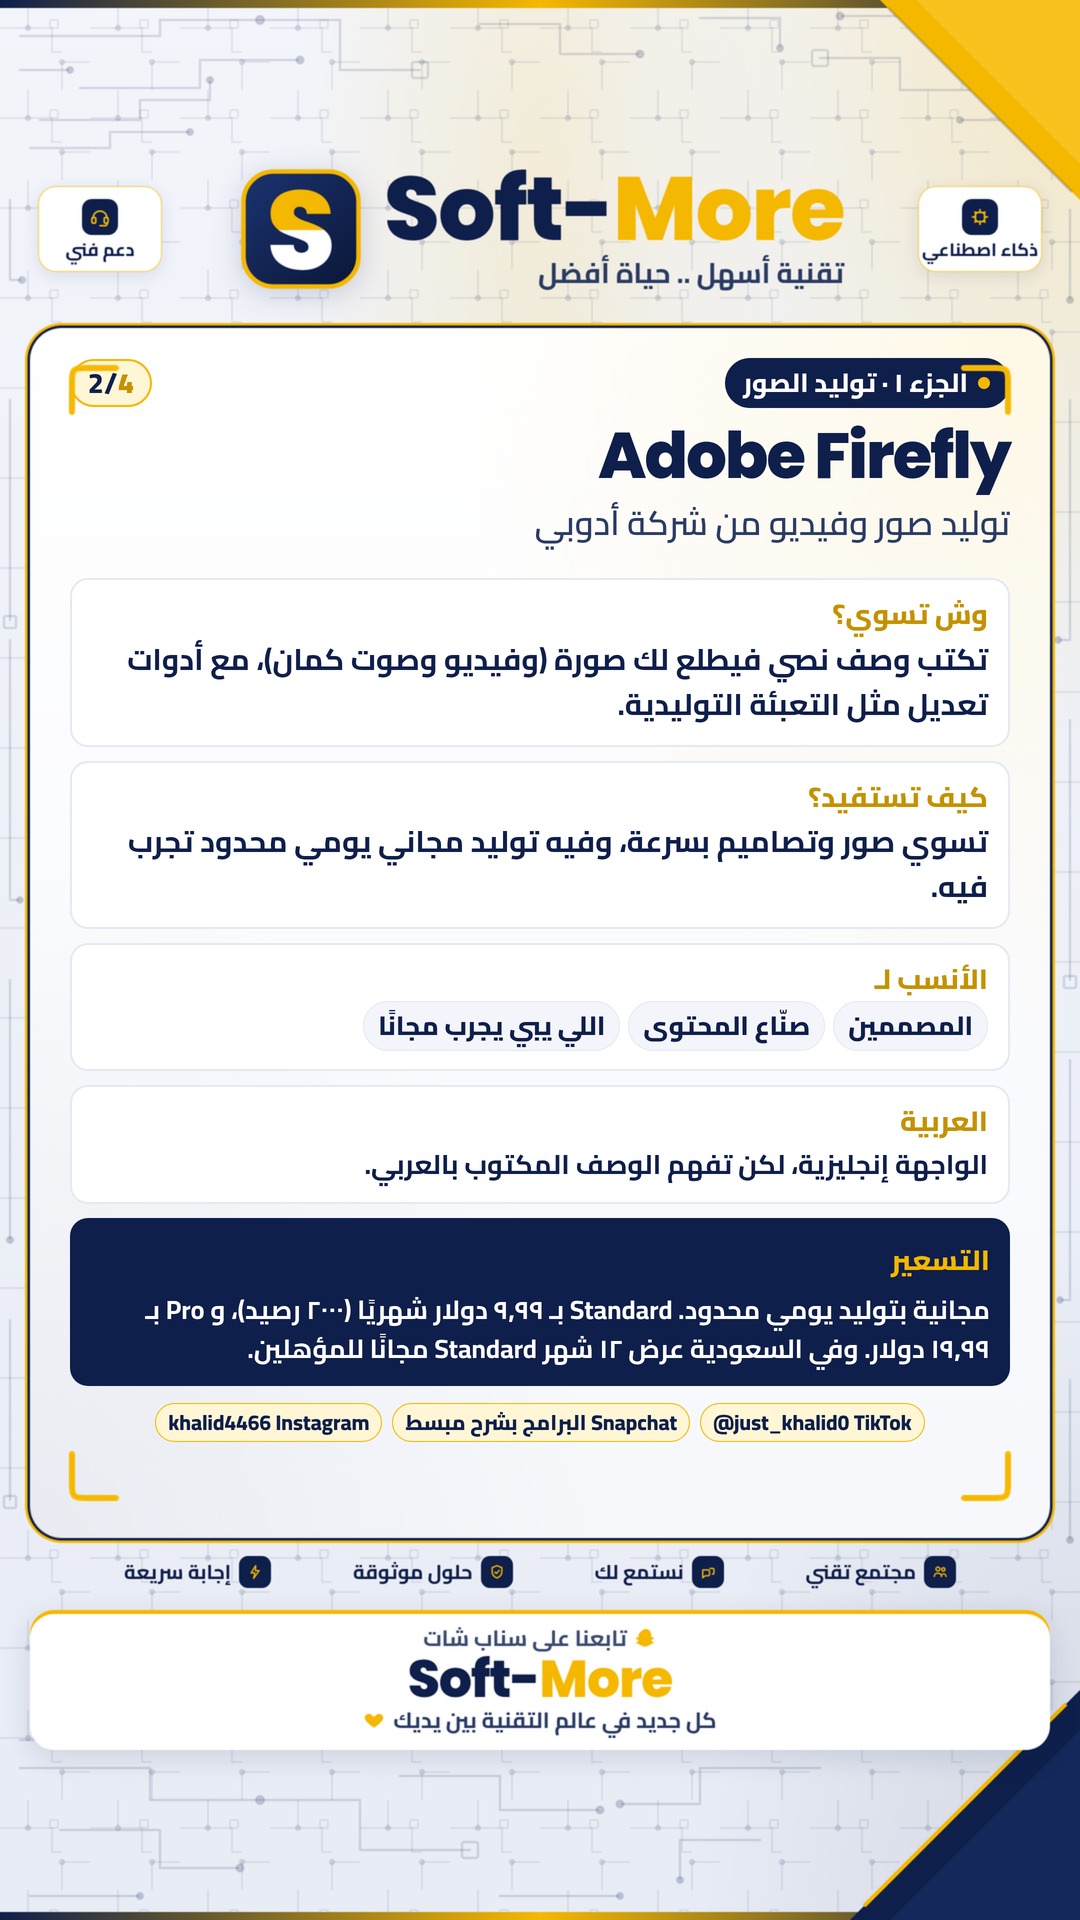 ذكاء اصطناعي
S
Soft-More
تقنية أسهل .. حياة أفضل
دعم فني
الجزء ١ · توليد الصور
2/4
Adobe Firefly
توليد صور وفيديو من شركة أدوبي
وش تسوي؟
تكتب وصف نصي فيطلع لك صورة (وفيديو وصوت كمان)، مع أدوات
تعديل مثل التعبئة التوليدية.
كيف تستفيد؟
تسوي صور وتصاميم بسرعة، وفيه توليد مجاني يومي محدود تجرب
فيه.
الأنسب لـ
المصممين
صنّاع المحتوى
اللي يبي يجرب مجانًا
العربية
الواجهة إنجليزية، لكن تفهم الوصف المكتوب بالعربي.
التسعير
مجانية بتوليد يومي محدود. Standard بـ ٩,٩٩ دولار شهريًا (٢٠٠٠ رصيد)، و Pro بـ
١٩,٩٩ دولار. وفي السعودية عرض ١٢ شهر Standard مجانًا للمؤهلين.
@just_khalid0 TikTok
Snapchat البرامج بشرح مبسط
khalid4466 Instagram
مجتمع تقني
نستمع لك
حلول موثوقة
إجابة سريعة
تابعنا على سناب شات
Soft-More
كل جديد في عالم التقنية بين يديك